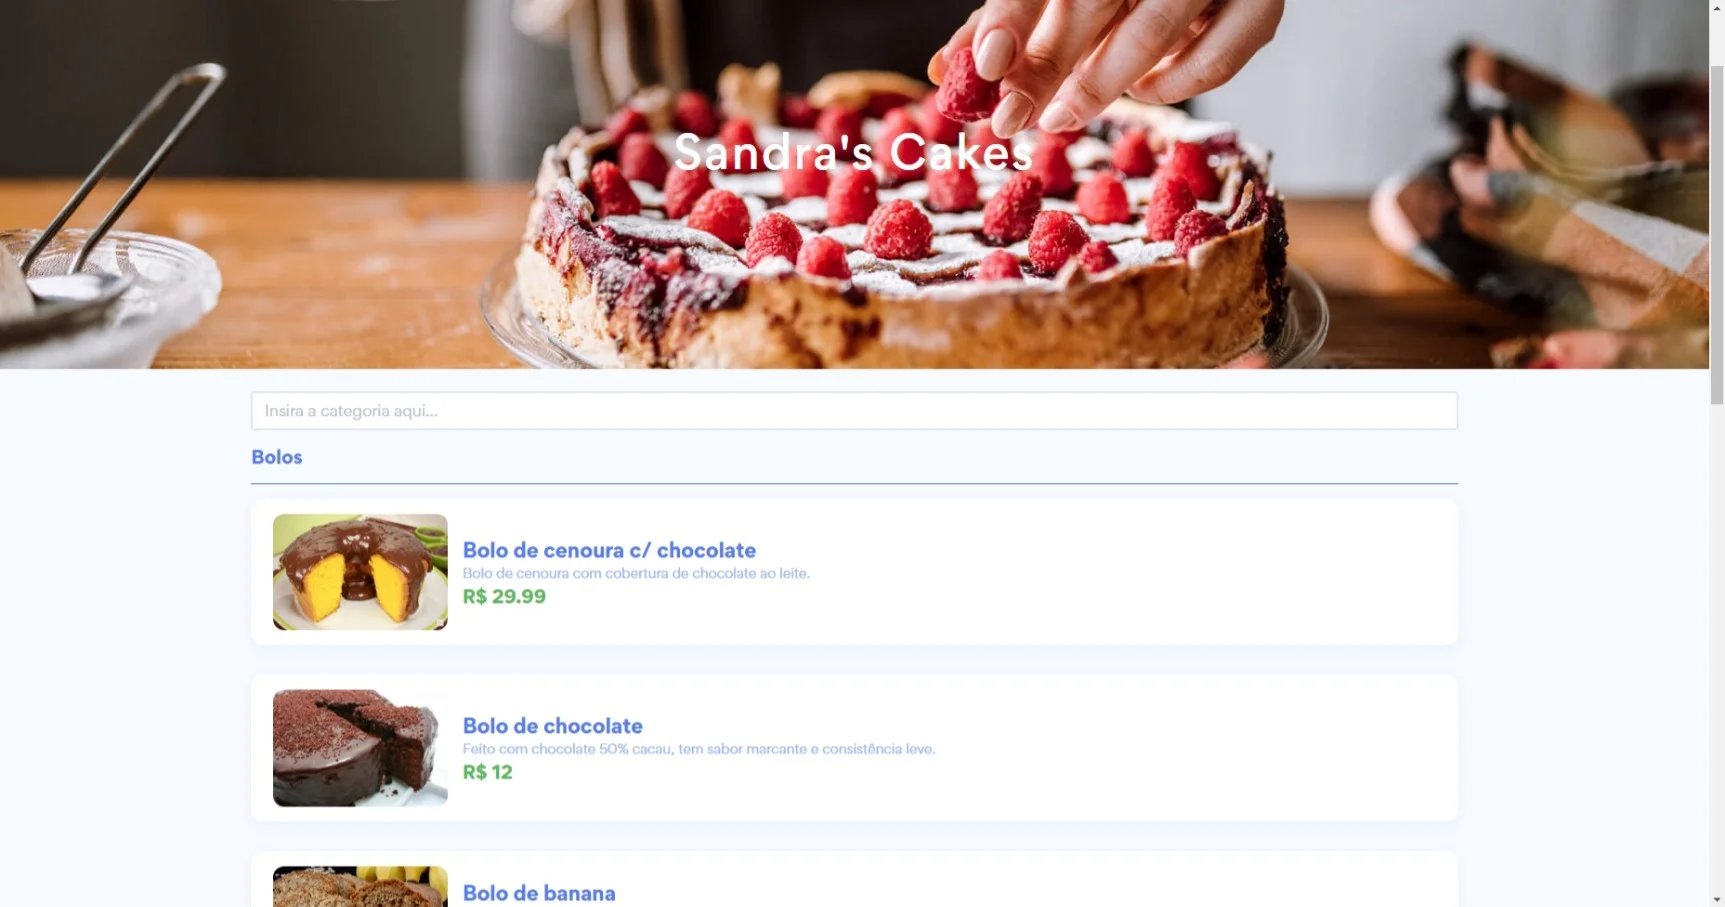 Sandra's Cakes
Insira a categoria aqui...
Bolos
Bolo de cenoura c/ chocolate
Bolo de cenoura com cobertura de chocolate ao leite.
R$ 29.99
Bolo de chocolate
Feito com chocolate 50% cacau, tem sabor marcante e consistência leve.
R$ 12
Bolo de banana